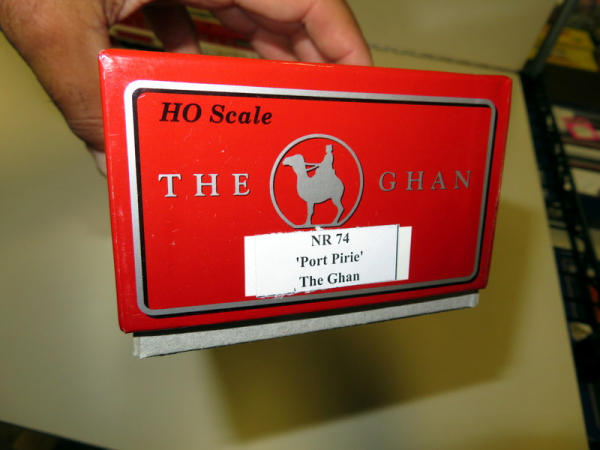 HO Scale
THE GHAN
NR 74
'Port Pirie'
The Ghan